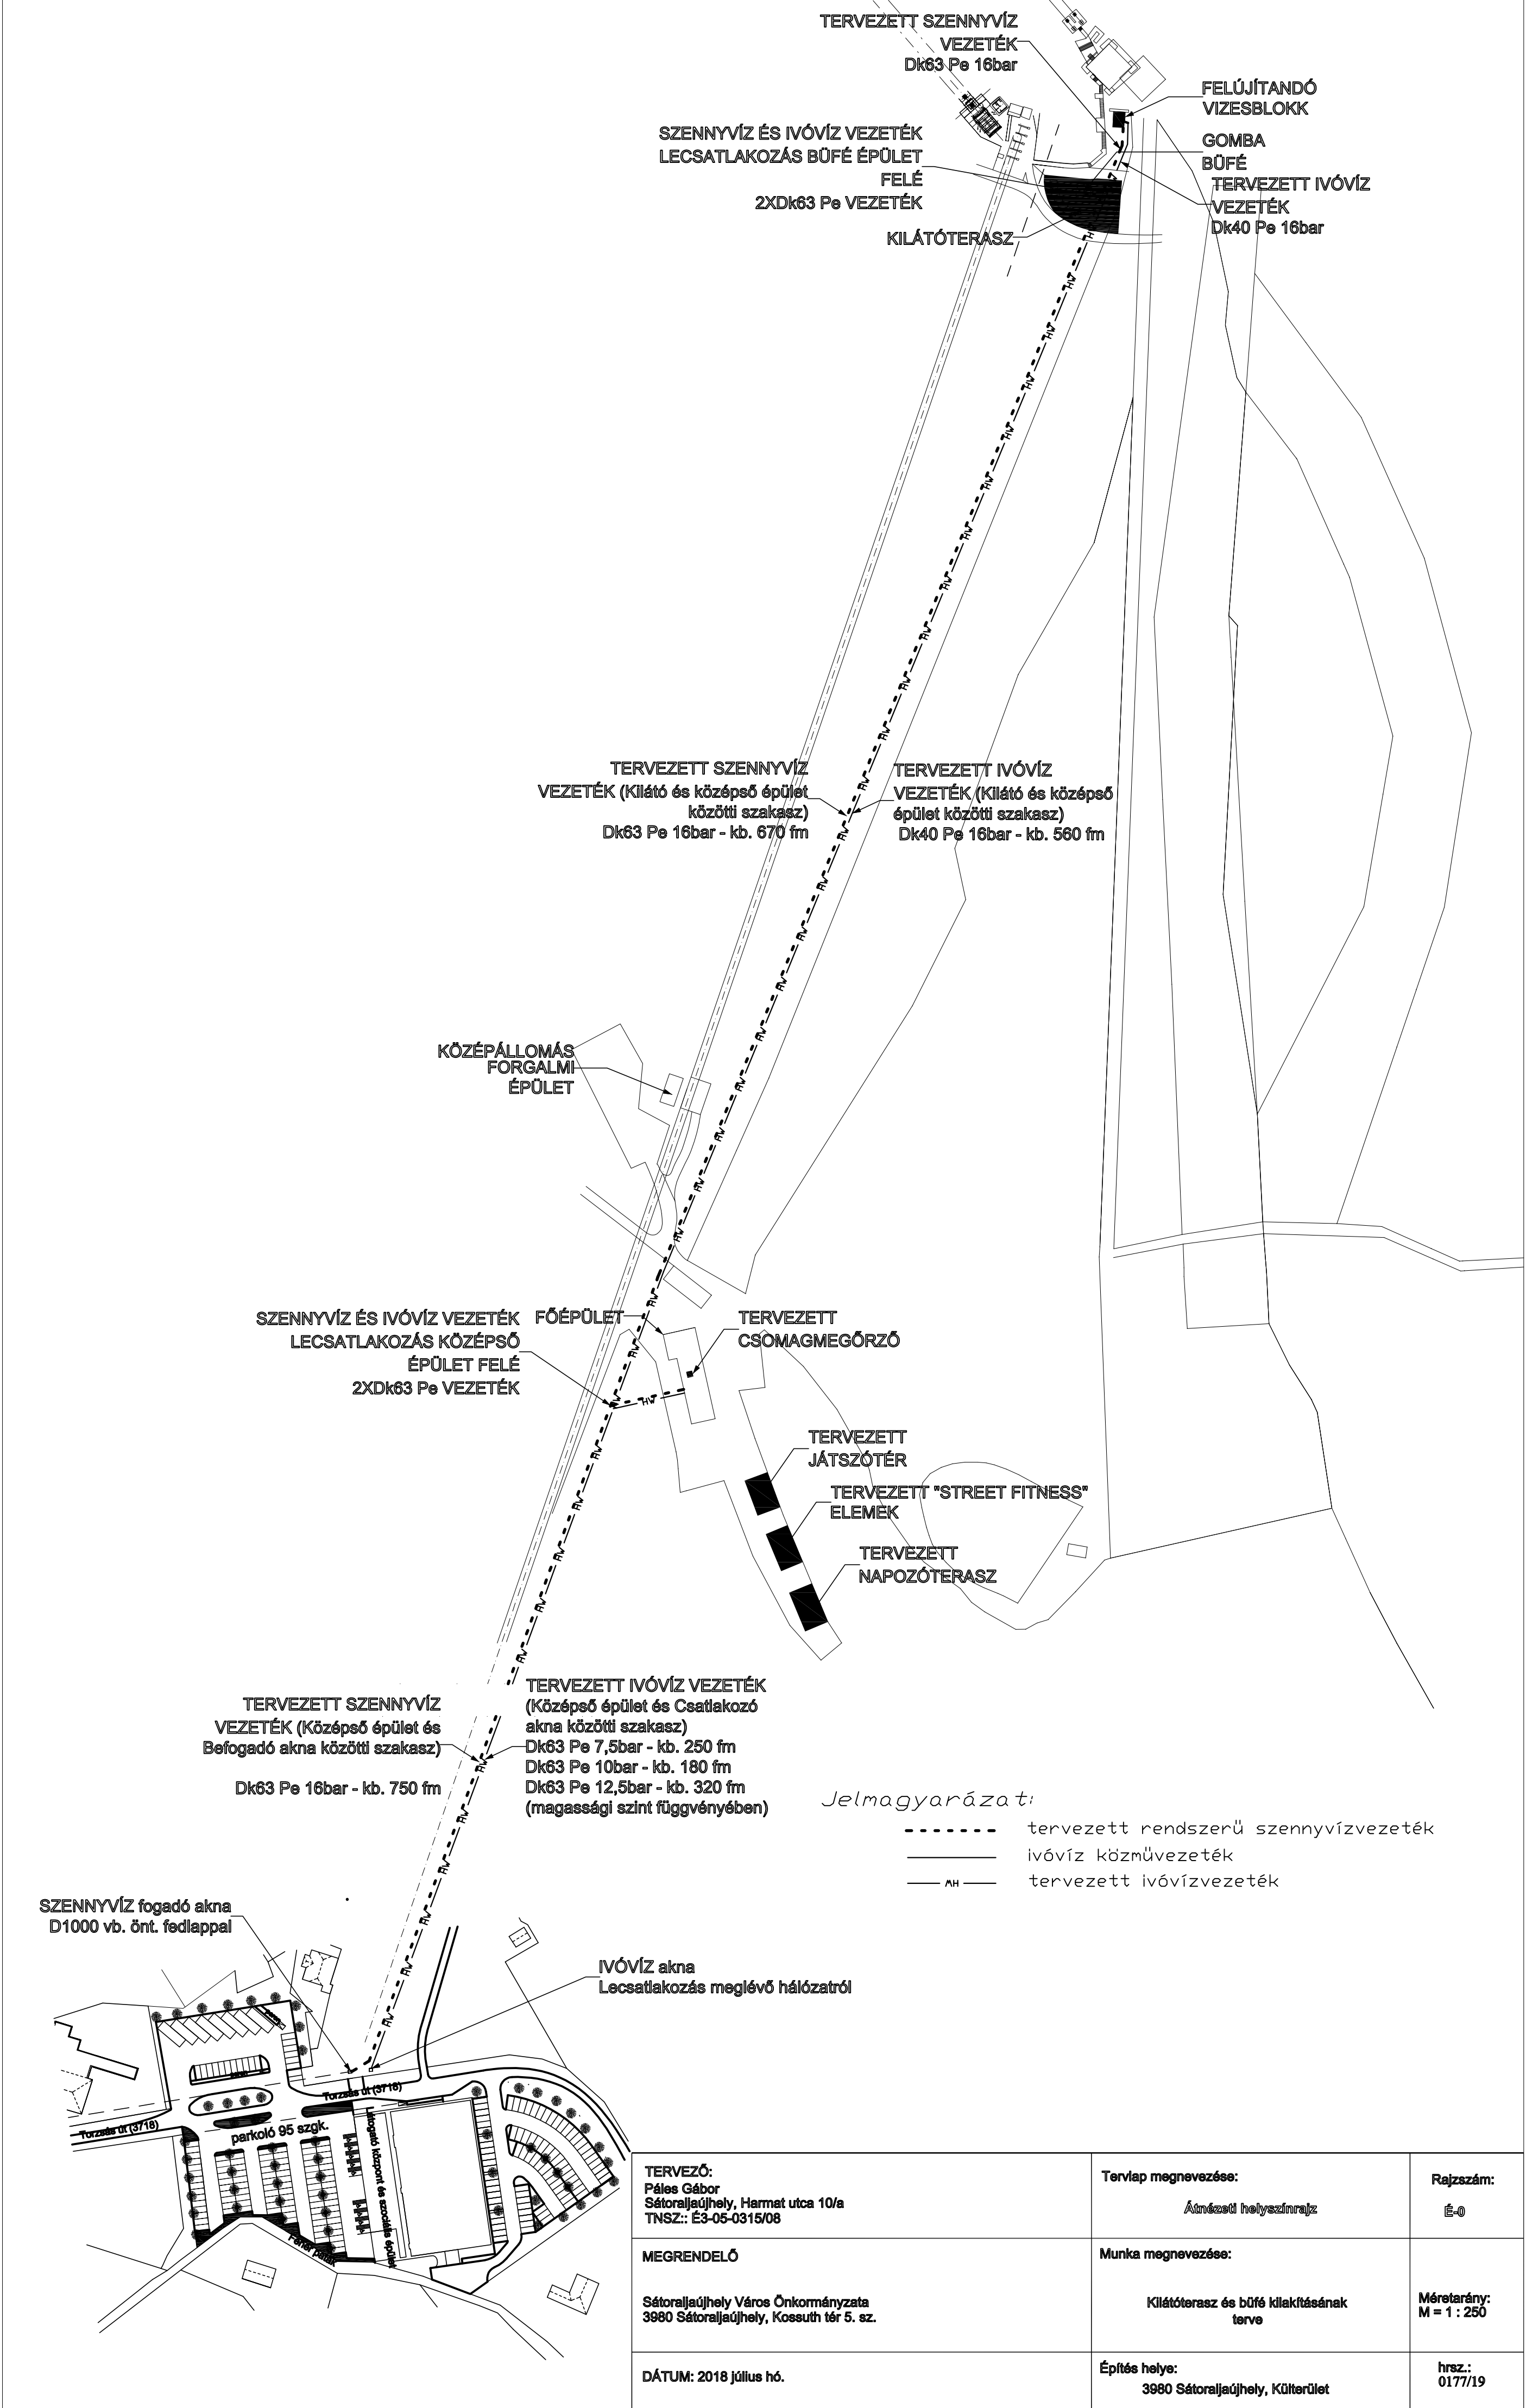 TERVEZETT SZENNYVÍZ
VEZETÉK
Dk63 Pe 16bar
FELÚJÍTANDÓ
VIZESBLOKK
SZENNYVÍZ ÉS IVÓVÍZ VEZETÉK
LECSATLAKOZÁS BÜFÉ ÉPÜLET
FELÉ
2XDk63 Pe VEZETÉK
GOMBA
BÜFÉ
TERVEZETT IVÓVÍZ
VEZETÉK
Dk40 Pe 16bar
KILÁTÓTERASZ
TERVEZETT SZENNYVÍZ
VEZETÉK (Kilátó és középső épület
közötti szakasz)
Dk63 Pe 16bar - kb. 670 fm
TERVEZETT IVÓVÍZ
VEZETÉK (Kilátó és középső
épület közötti szakasz)
Dk40 Pe 16bar - kb. 560 fm
KÖZÉPÁLLOMÁS
FORGALMI
ÉPÜLET
SZENNYVÍZ ÉS IVÓVÍZ VEZETÉK
LECSATLAKOZÁS KÖZÉPSŐ
ÉPÜLET FELÉ
2XDk63 Pe VEZETÉK
FŐÉPÜLET
TERVEZETT
CSOMAGMEGŐRZŐ
TERVEZETT
JÁTSZÓTÉR
TERVEZETT "STREET FITNESS"
ELEMEK
TERVEZETT
NAPOZÓTERASZ
TERVEZETT SZENNYVÍZ
VEZETÉK (Középső épület és
Befogadó akna közötti szakasz)
Dk63 Pe 16bar - kb. 750 fm
TERVEZETT IVÓVÍZ VEZETÉK
(Középső épület és Csatlakozó
akna közötti szakasz)
Dk63 Pe 7,5bar - kb. 250 fm
Dk63 Pe 10bar - kb. 180 fm
Dk63 Pe 12,5bar - kb. 320 fm
(magassági szint függvényében)
Jelmagyarázat:
tervezett rendszerű szennyvízvezeték
ivóvíz közművezeték
tervezett ivóvízvezeték
SZENNYVÍZ fogadó akna
D1000 vb. önt. fedlappal
IVÓVÍZ akna
Lecsatlakozás meglévő hálózatról
Torzsás út (3718)
Torzsás út (3718)
parkoló 95 szgk.
Látogató központ és szociális épület
Fehér patak
TERVEZŐ:
Páles Gábor
Sátoraljaújhely, Harmat utca 10/a
TNSZ:: É3-05-0315/08
Tervlap megnevezése:
Átnézeti helyszínrajz
Rajzszám:
É-0
MEGRENDELŐ
Sátoraljaújhely Város Önkormányzata
3980 Sátoraljaújhely, Kossuth tér 5. sz.
Munka megnevezése:
Kilátóterasz és büfé kilakításának
terve
Méretarány:
M = 1 : 250
DÁTUM: 2018 július hó.
Építés helye:
3980 Sátoraljaújhely, Külterület
hrsz.:
0177/19